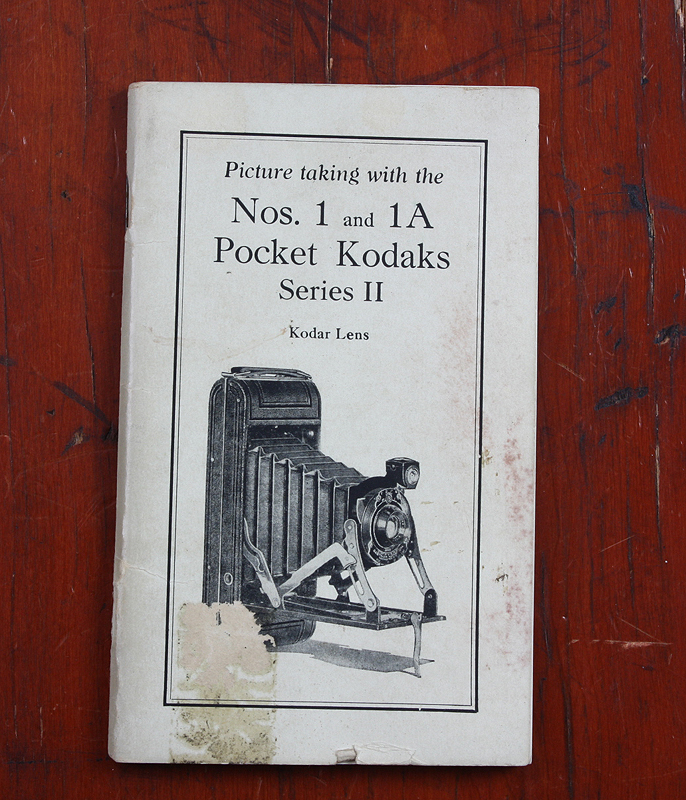 Picture taking with the
Nos. 1 and 1A
Pocket Kodaks
Series II
Kodar Lens